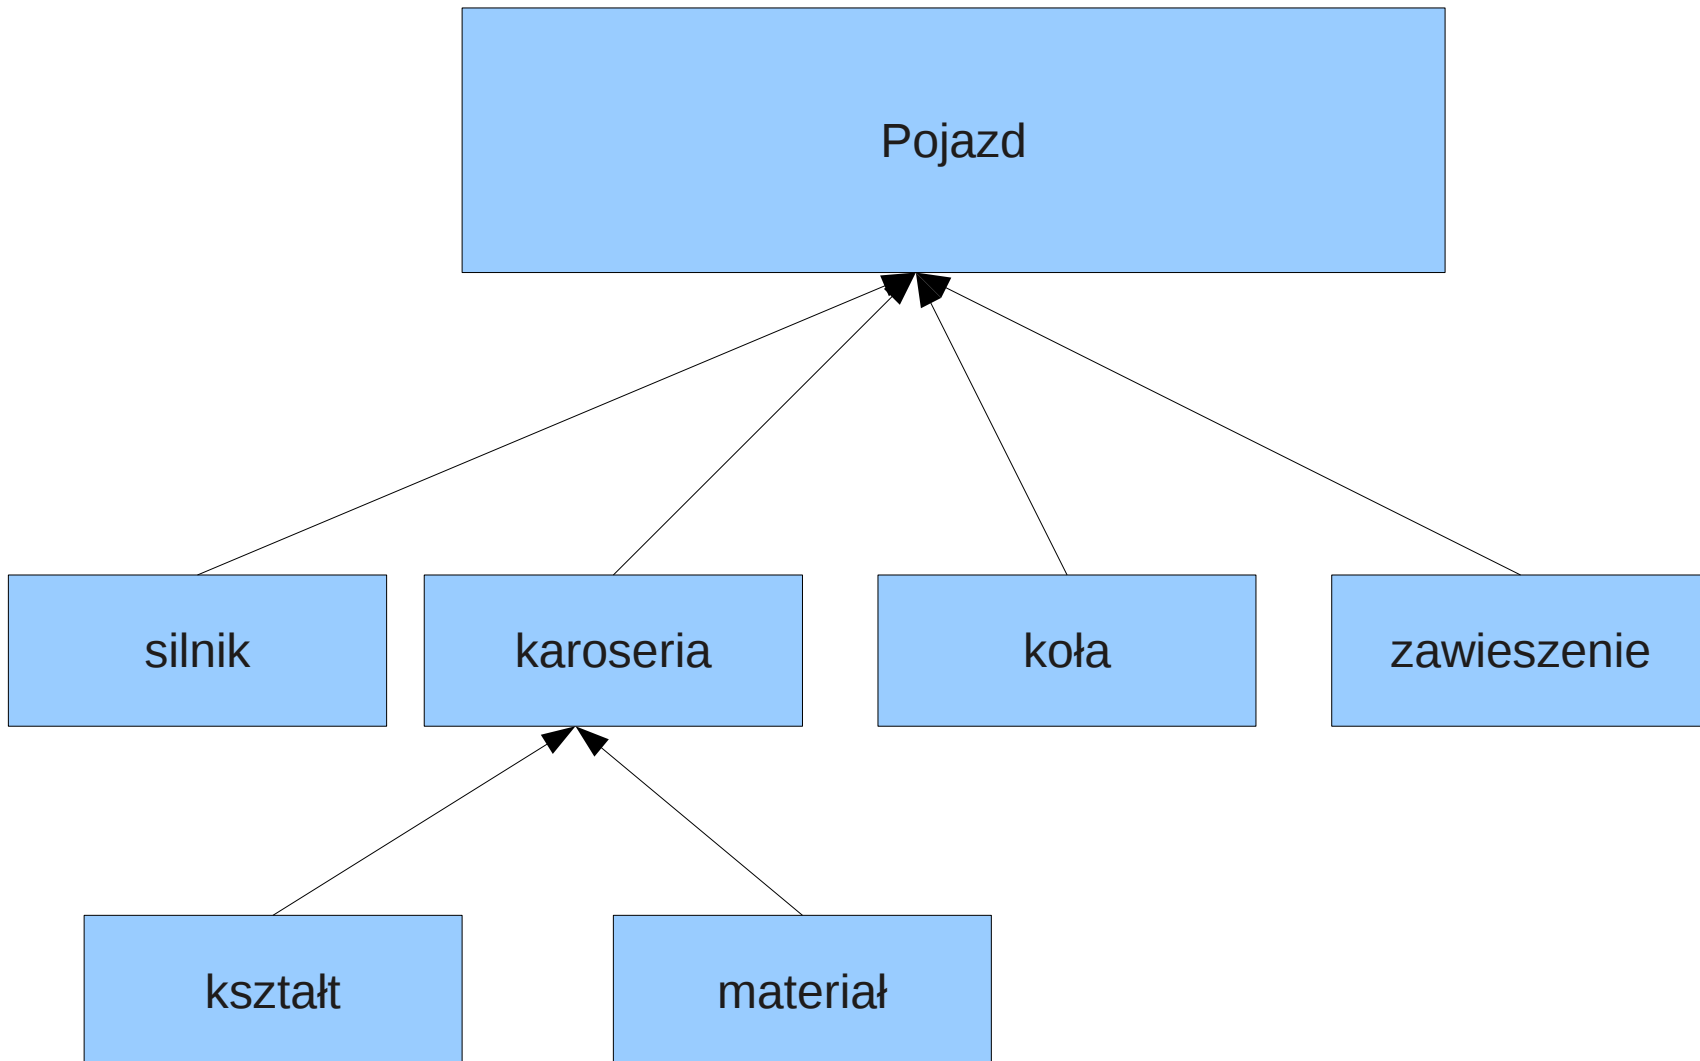 Pojazd
silnik
karoseria
koła
zawieszenie
kształt
materiał